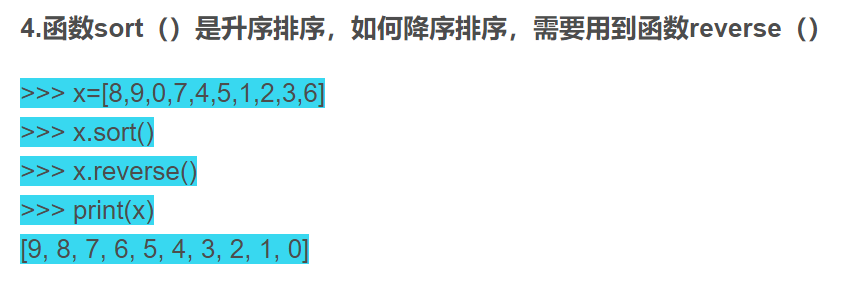 4.函数sort（）是升序排序，如何降序排序，需要用到函数reverse（）
>>> x=[8,9,0,7,4,5,1,2,3,6]
>>> x.sort()
>>> x.reverse()
>>> print(x)
[9, 8, 7, 6, 5, 4, 3, 2, 1, 0]